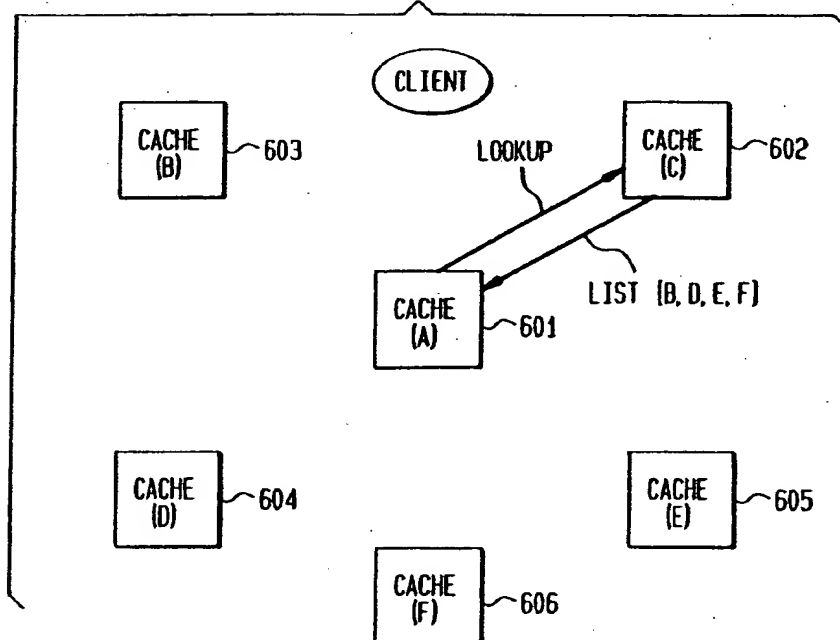 CLIENT
CACHE
(B)
603
LOOKUP
CACHE
(C)
602
LIST (B, D, E, F)
CACHE
(A)
601
CACHE
(D)
604
CACHE
(E)
605
CACHE
(F)
606